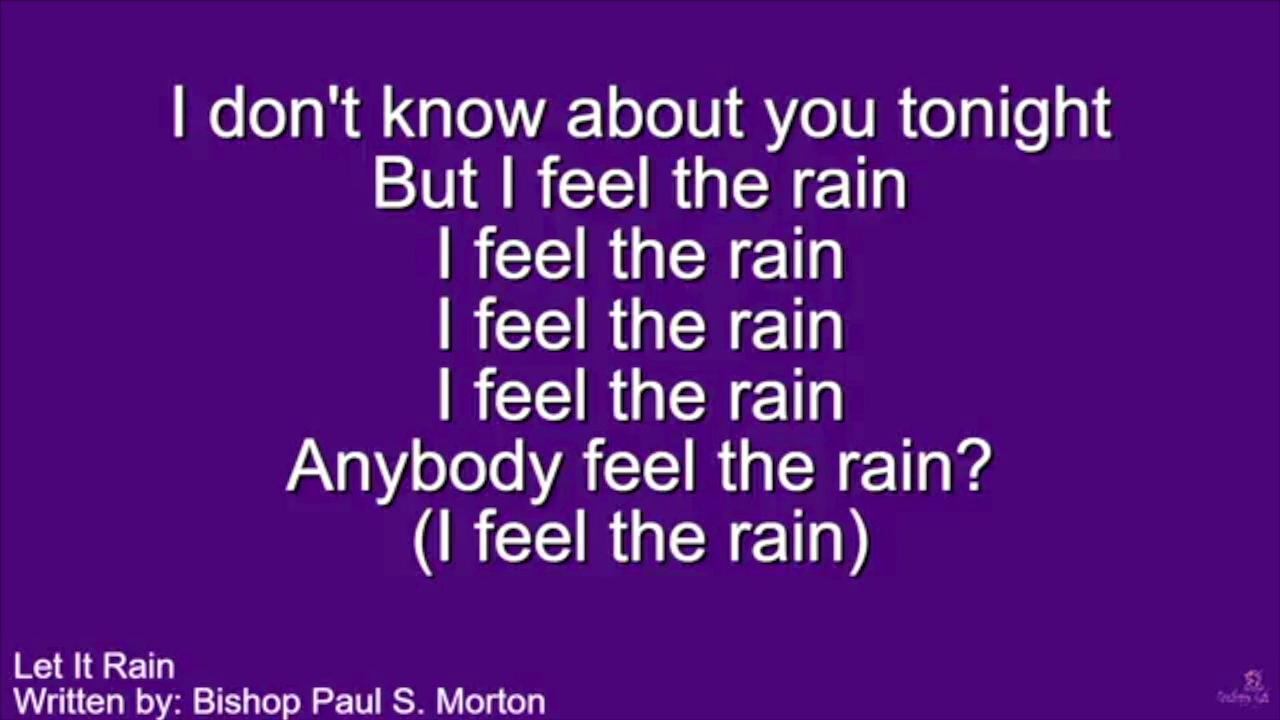 I don't know about you tonight
But I feel the rain
I feel the rain
I feel the rain
I feel the rain
Anybody feel the rain?
(I feel the rain)
Let It Rain
Written by: Bishop Paul S. Morton